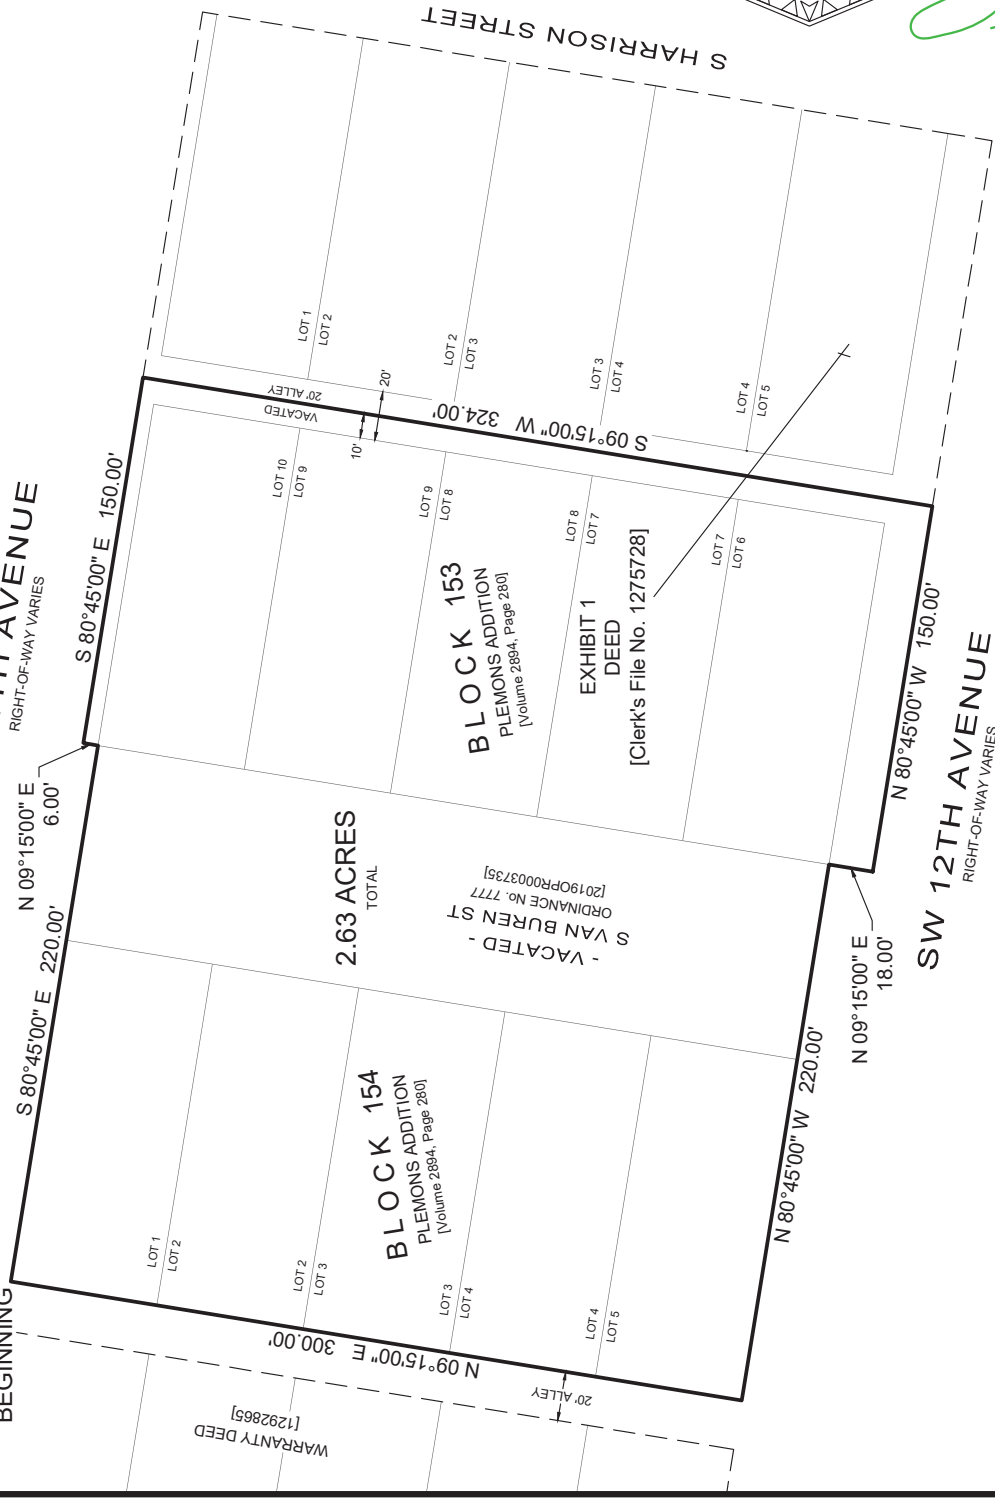 S HARRISON STREET
AVENUE
RIGHT-OF-WAY VARIES
S 80°45'00" E 150.00'
N 09°15'00" E
6.00'
S 80°45'00" E 220.00'
BEGINNING
LOT 1
LOT 2
LOT 2
LOT 3
LOT 3
LOT 4
LOT 4
LOT 5
20' ALLEY
VACATED
20'
10'
S 09°15'00" W 324.00'
LOT 10
LOT 9
LOT 9
LOT 8
LOT 8
LOT 7
LOT 7
LOT 6
BLOCK 153
PLEMONS ADDITION
[Volume 2894, Page 280]
EXHIBIT 1
DEED
[Clerk's File No. 1275728]
2.63 ACRES
TOTAL
- VACATED -
S VAN BUREN ST
ORDINANCE No. 7777
[2019OPR0003735]
BLOCK 154
PLEMONS ADDITION
[Volume 2894, Page 280]
LOT 1
LOT 2
LOT 2
LOT 3
LOT 3
LOT 4
LOT 4
LOT 5
N 09°15'00" E 300.00'
20' ALLEY
WARRANTY DEED
[1292865]
N 80°45'00" W 220.00'
N 09°15'00" E
18.00'
N 80°45'00" W 150.00'
SW 12TH AVENUE
RIGHT-OF-WAY VARIES